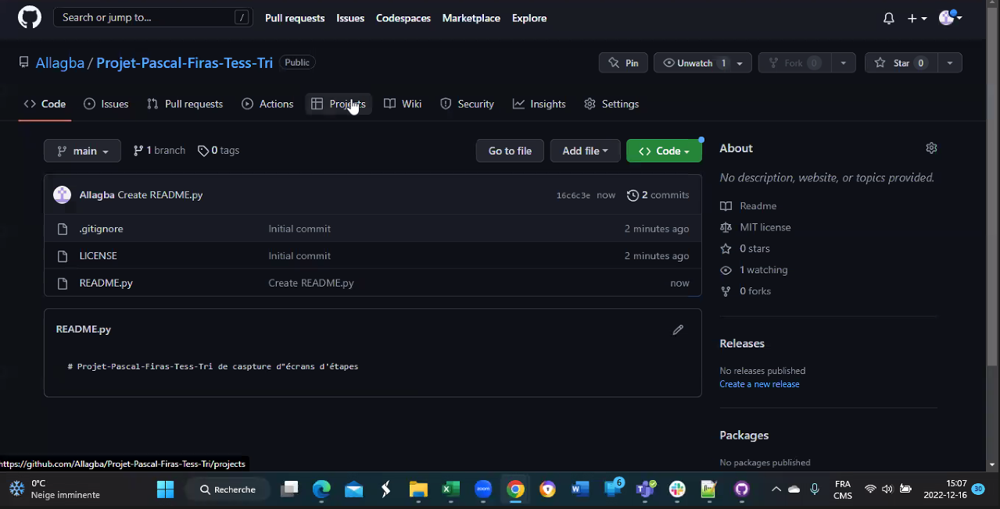 Search or jump to... / Pull requests Issues Codespaces Marketplace Explore
Allagba / Projet-Pascal-Firas-Tess-Tri Public Pin Unwatch 1 Fork 0 Star 0
Code Issues Pull requests Actions Projects Wiki Security Insights Settings
main 1 branch 0 tags Go to file Add file Code
About
No description, website, or topics provided.
Allagba Create README.py 16c6c3e now 2 commits
.gitignore Initial commit 2 minutes ago
LICENSE Initial commit 2 minutes ago
README.py Create README.py now
Readme
MIT license
0 stars
1 watching
0 forks
README.py
# Projet-Pascal-Firas-Tess-Tri de caspture d"écrans d'étapes
Releases
No releases published
Create a new release
Packages
No packages published
https://github.com/Allagba/Projet-Pascal-Firas-Tess-Tri/projects
0°C
Neige imminente
Recherche
zoom
6
FRA
CMS
15:07
2022-12-16
30